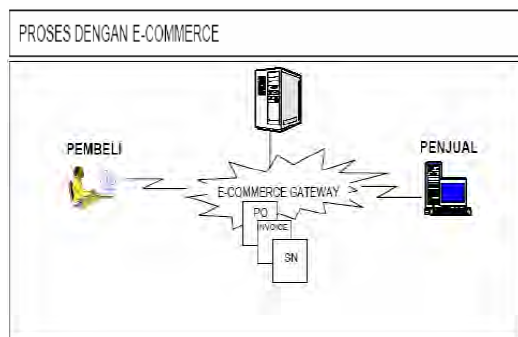 PROSES DENGAN E-COMMERCE
PEMBELI
PENJUAL
E-COMMERCE GATEWAY
PO
INVOICE
SN